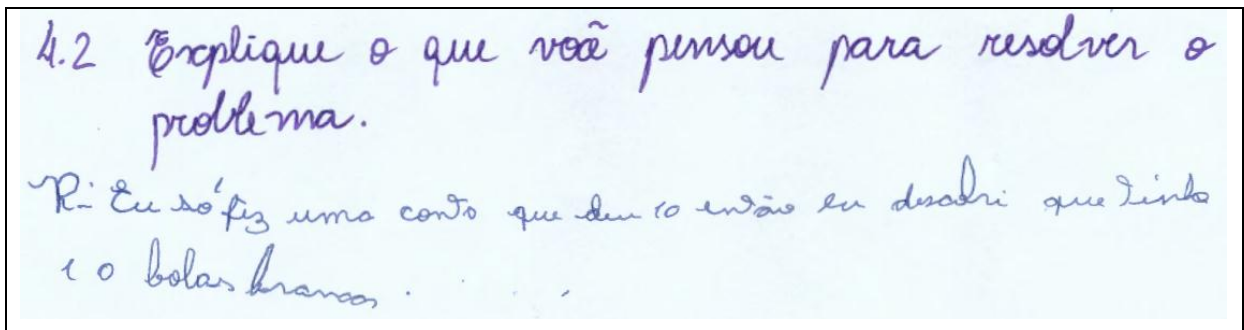 4.2 Explique o que você pensou para resolver o
problema.
R: Eu só fiz uma conta que deu 10 então eu descobri que tinha
10 bolas brancas.